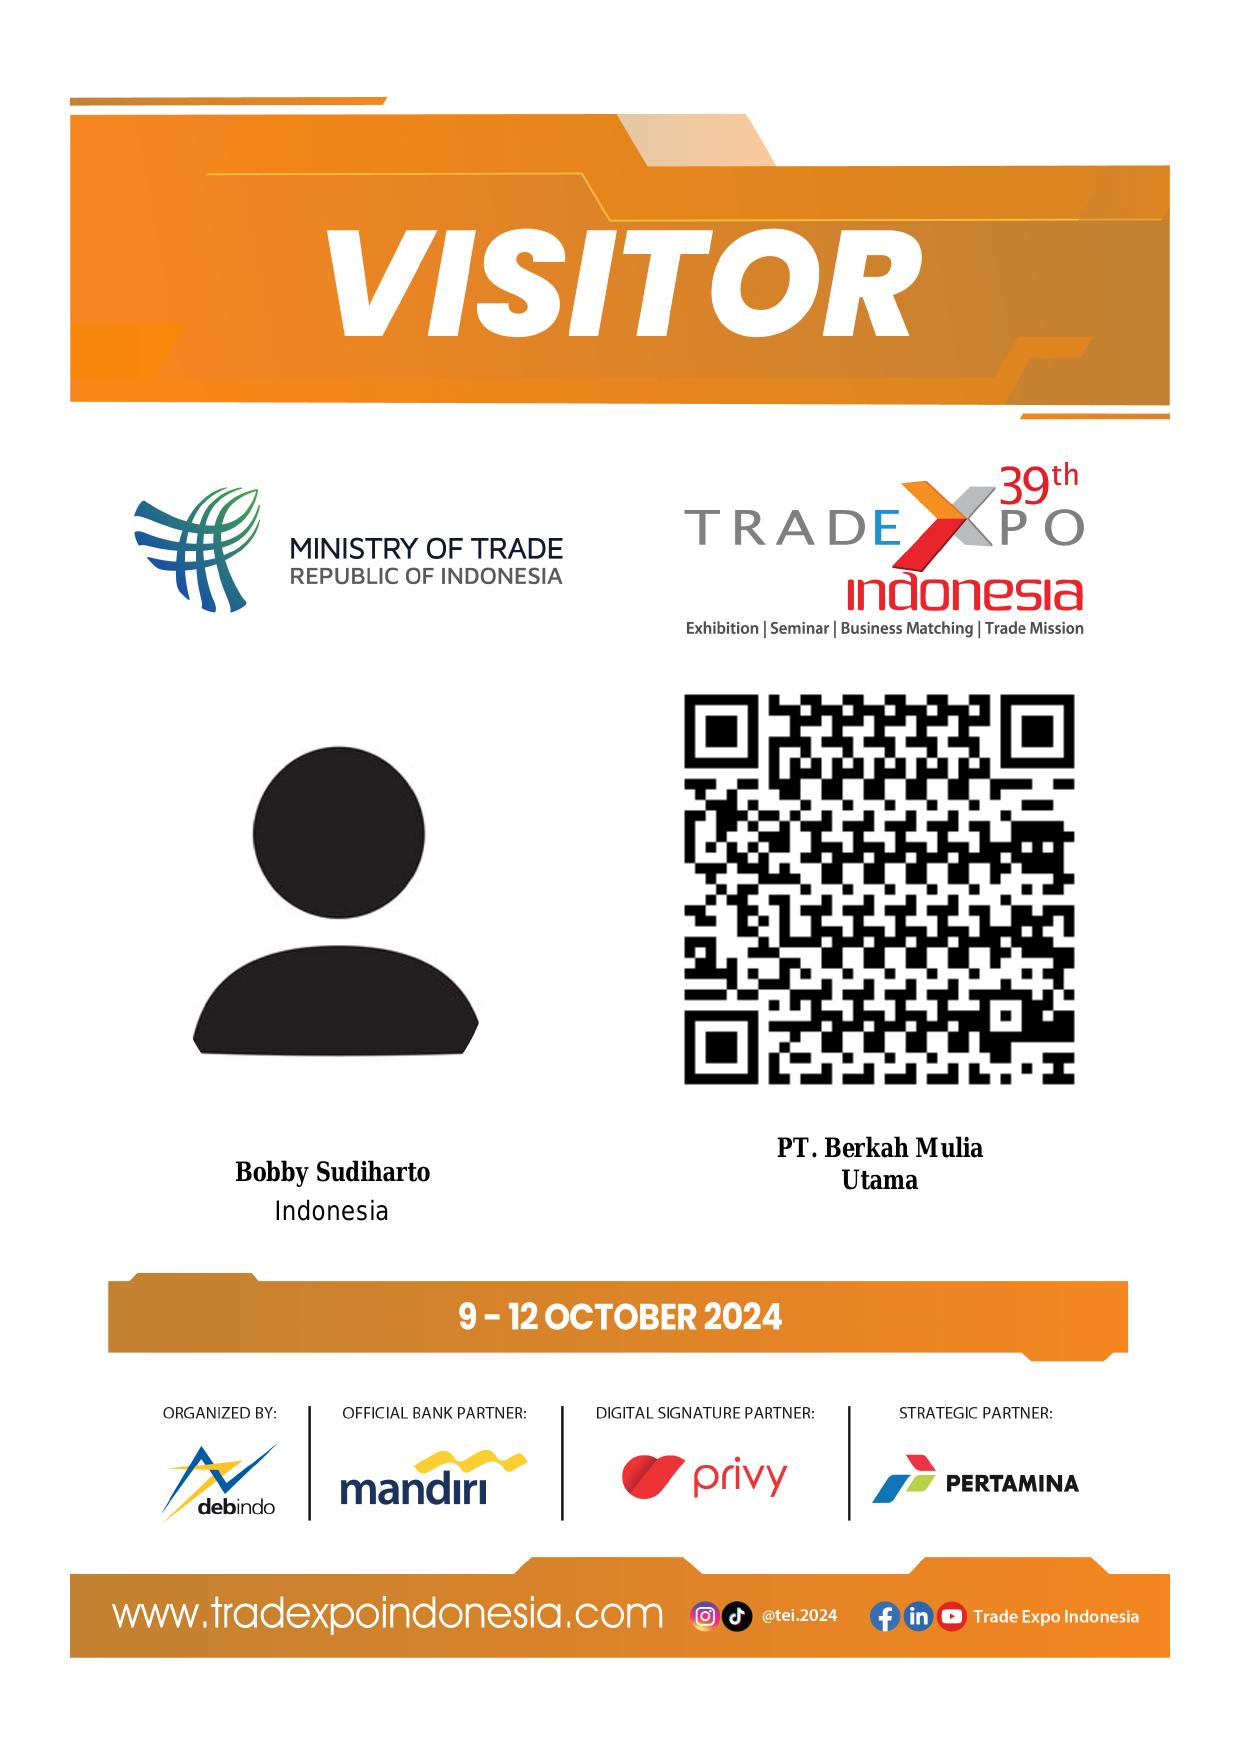 VISITOR
MINISTRY OF TRADE
REPUBLIC OF INDONESIA
39th
TRADEXPO
indonesia
Exhibition | Seminar | Business Matching | Trade Mission
Bobby Sudiharto
Indonesia
PT. Berkah Mulia
Utama
9 - 12 OCTOBER 2024
ORGANIZED BY:
debindo
OFFICIAL BANK PARTNER:
mandiri
DIGITAL SIGNATURE PARTNER:
privy
STRATEGIC PARTNER:
PERTAMINA
www.tradexpoindonesia.com
@tei.2024
Trade Expo Indonesia